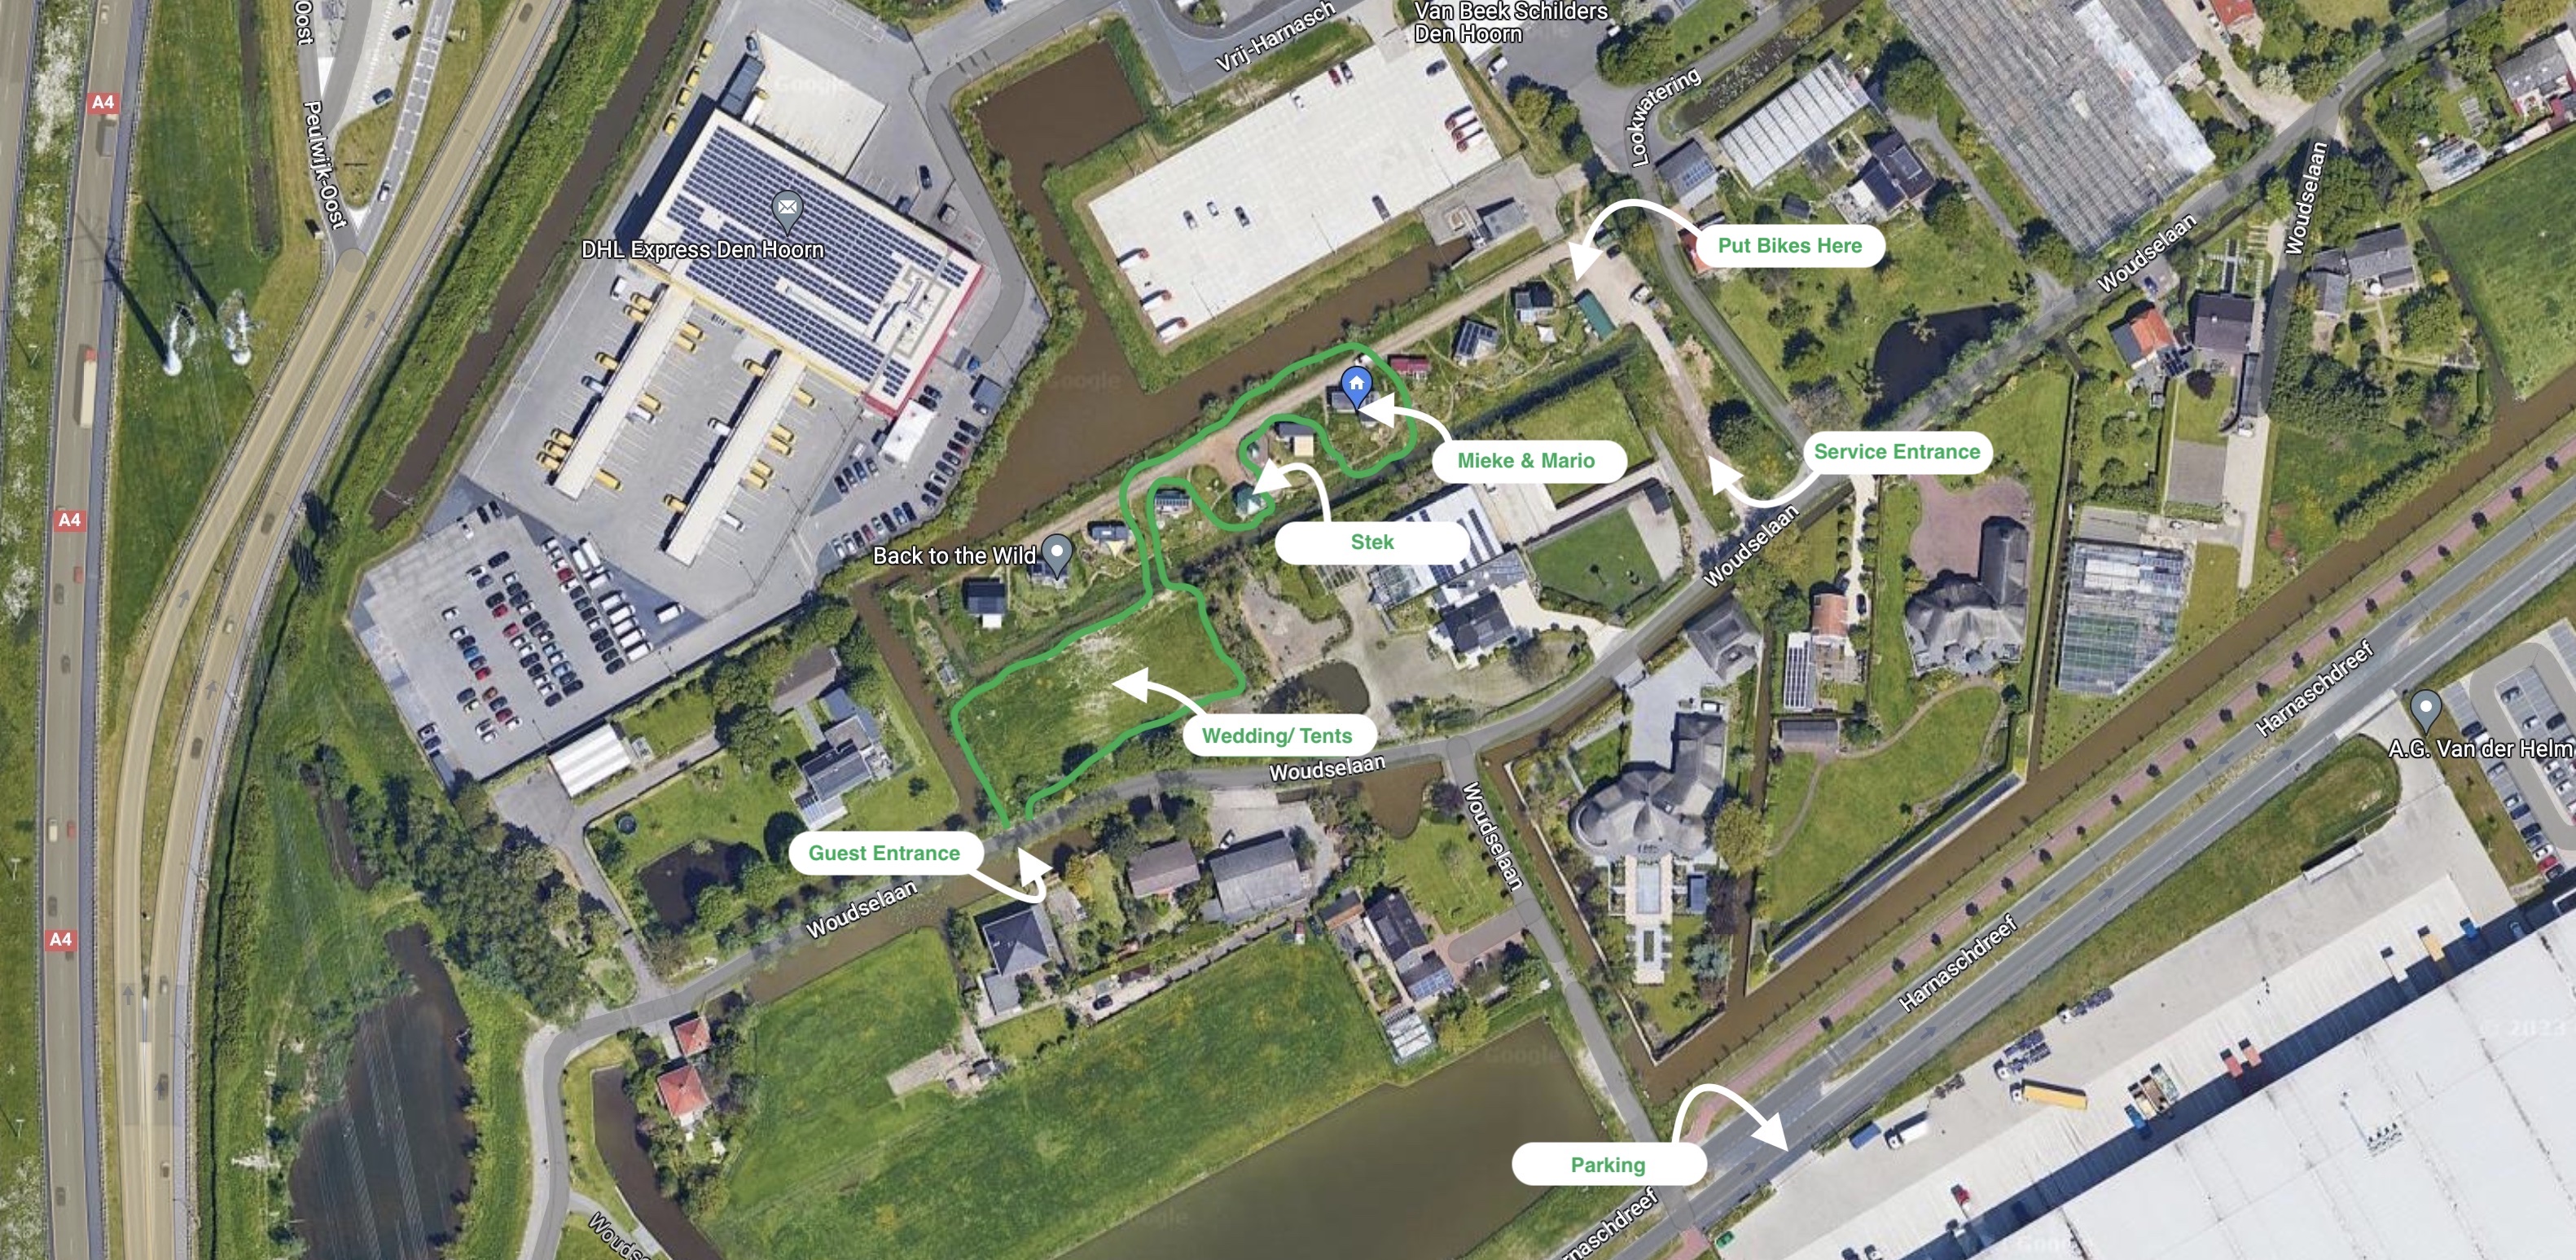 Oost
Van Beek Schilders
Den Hoorn
Vrij-Harnasch
A4
Peulwijk-Oost
Lookwatering
Woudselaan
DHL Express Den Hoorn
Put Bikes Here
Woudselaan
Mieke & Mario
Service Entrance
A4
Stek
Back to the Wild
Woudselaan
Wedding/ Tents
Harnaschdreef
A.G. Van der Helm
Woudselaan
Woudselaan
Guest Entrance
Woudselaan
A4
Harnaschdreef
Parking
Google